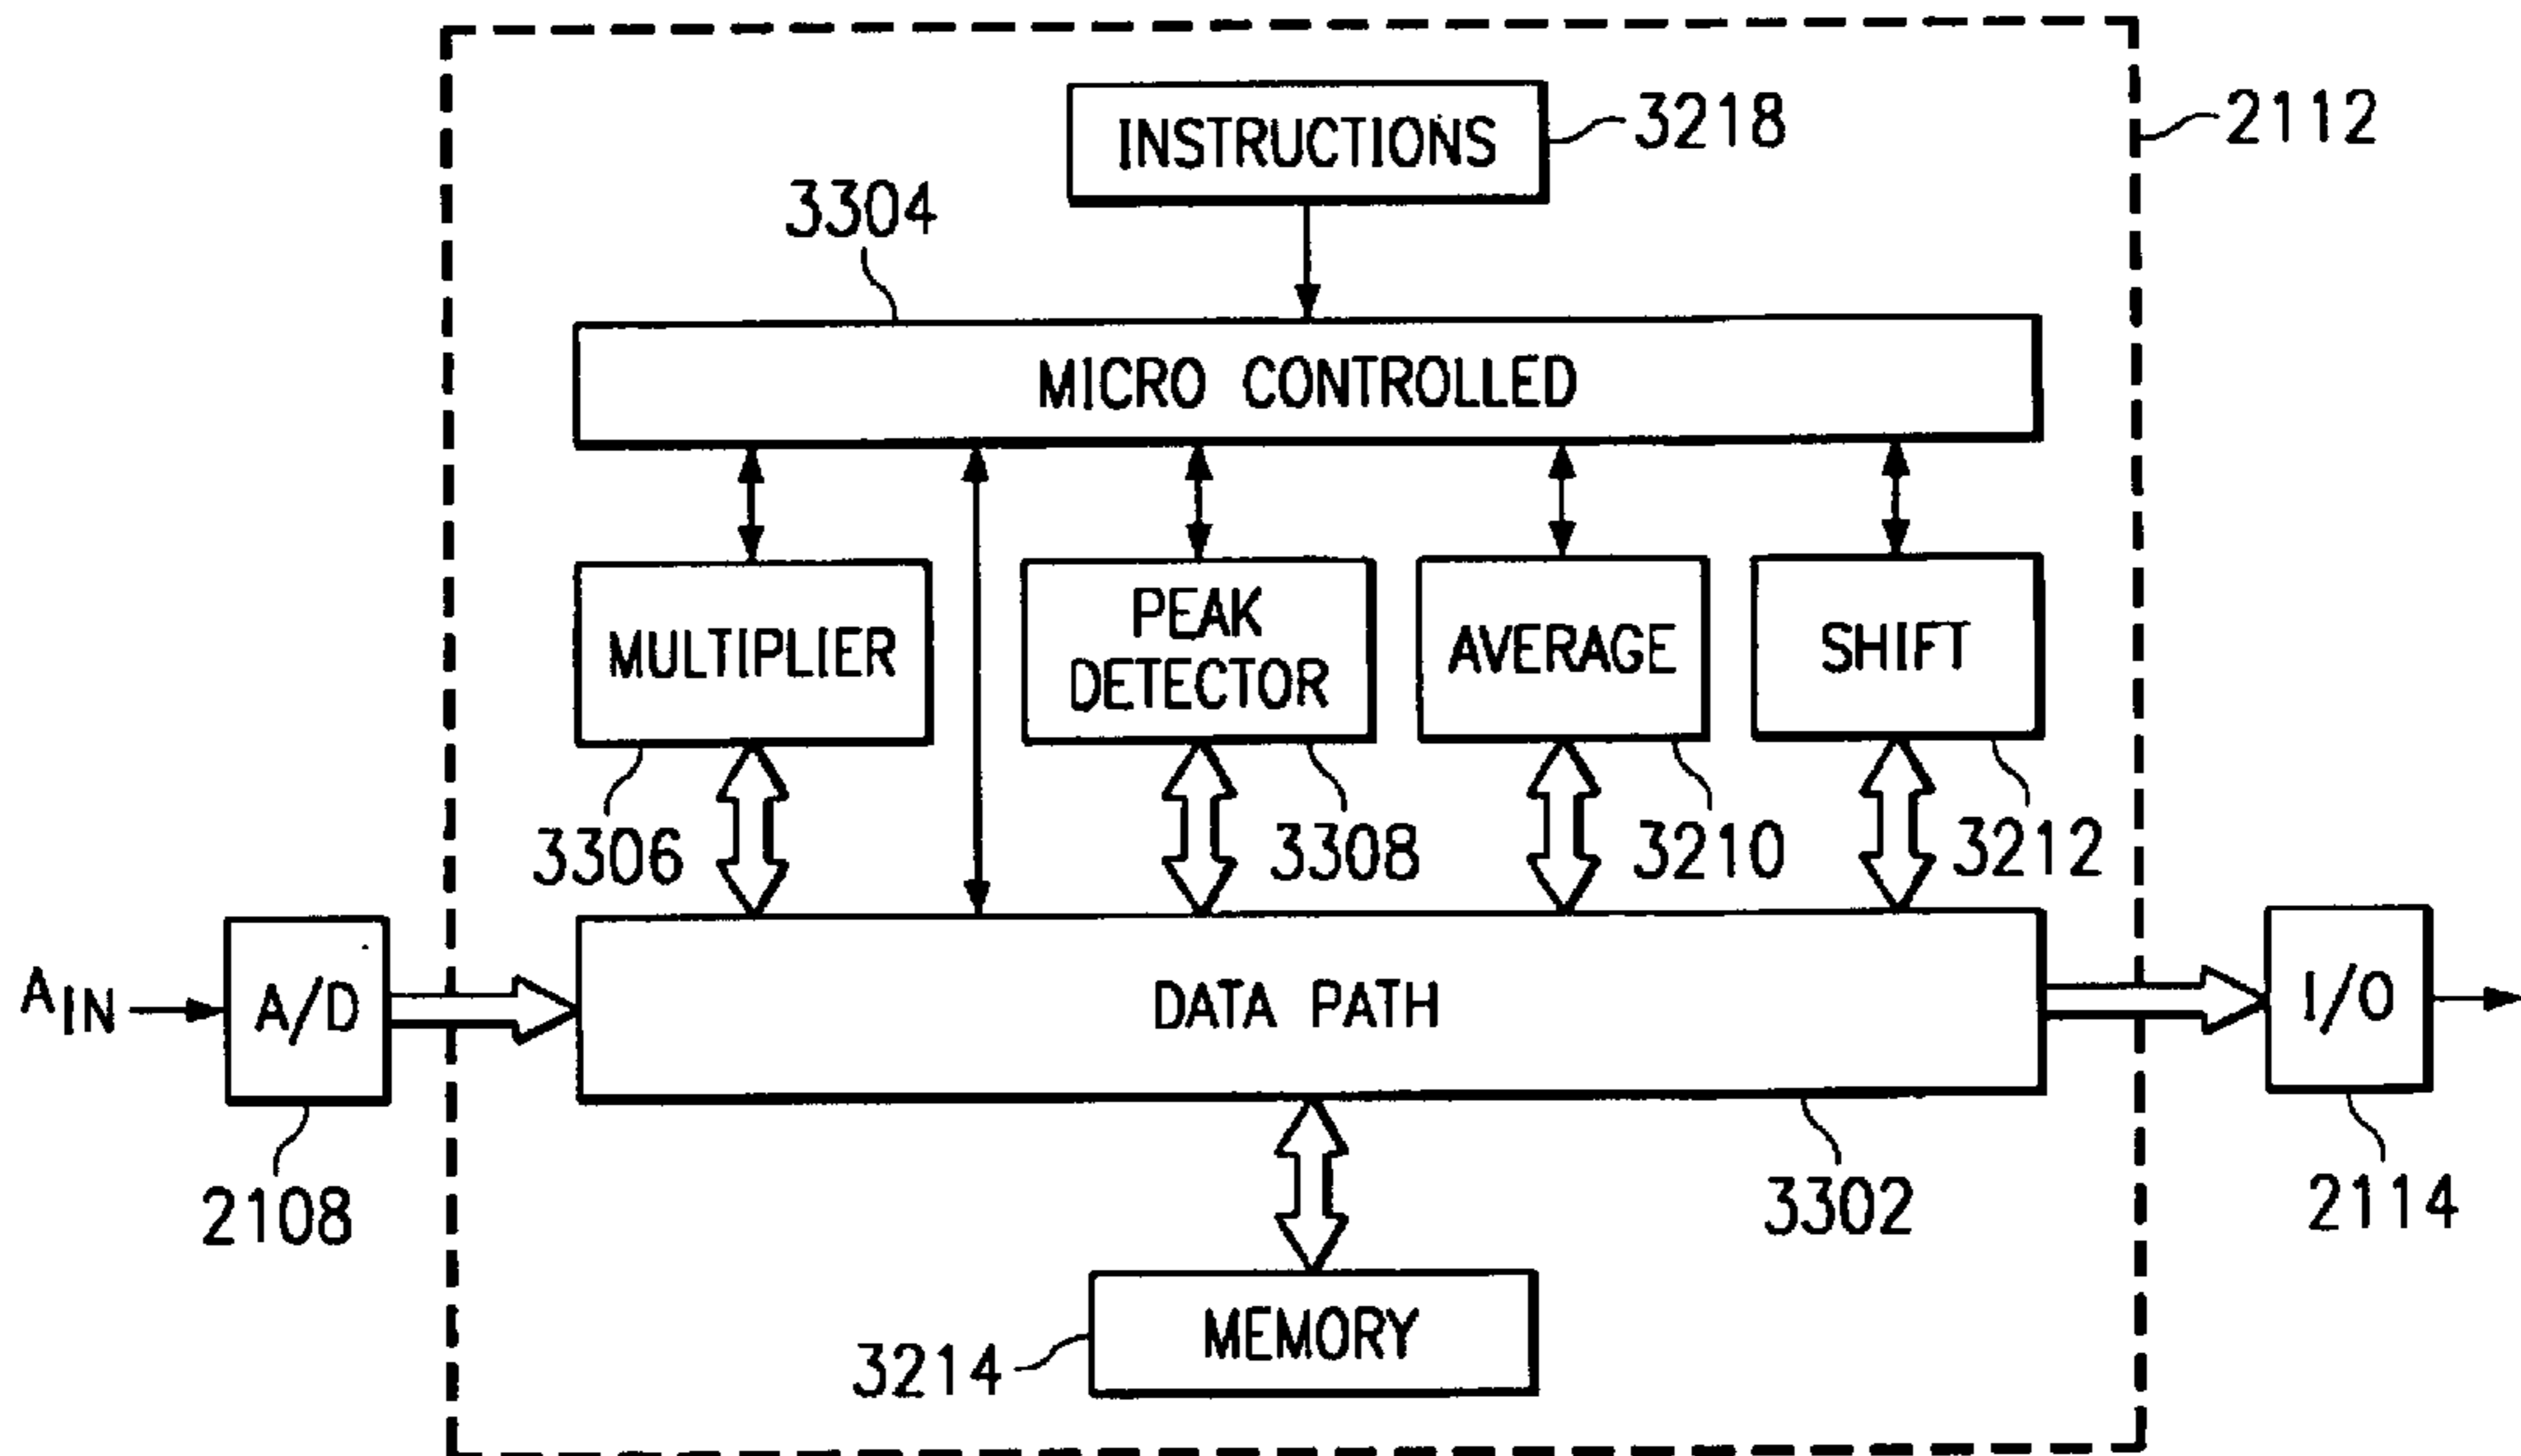 INSTRUCTIONS
3218
2112
3304
MICRO CONTROLLED
MULTIPLIER
PEAK
DETECTOR
AVERAGE
SHIFT
3306
3308
3210
3212
AIN
A/D
DATA PATH
I/O
2108
3302
2114
MEMORY
3214